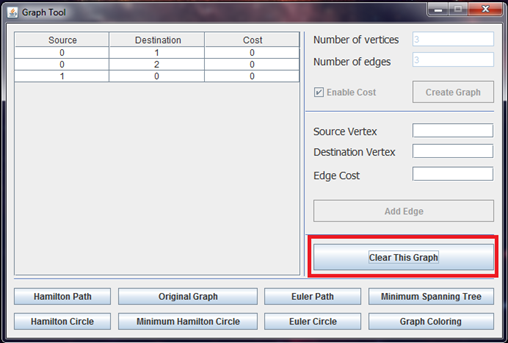 Graph Tool
Source Destination Cost
0 1 0
0 2 0
1 0 0
Number of vertices 3
Number of edges 3
Enable Cost Create Graph
Source Vertex
Destination Vertex
Edge Cost
Add Edge
Clear This Graph
Hamilton Path Original Graph Euler Path Minimum Spanning Tree
Hamilton Circle Minimum Hamilton Circle Euler Circle Graph Coloring